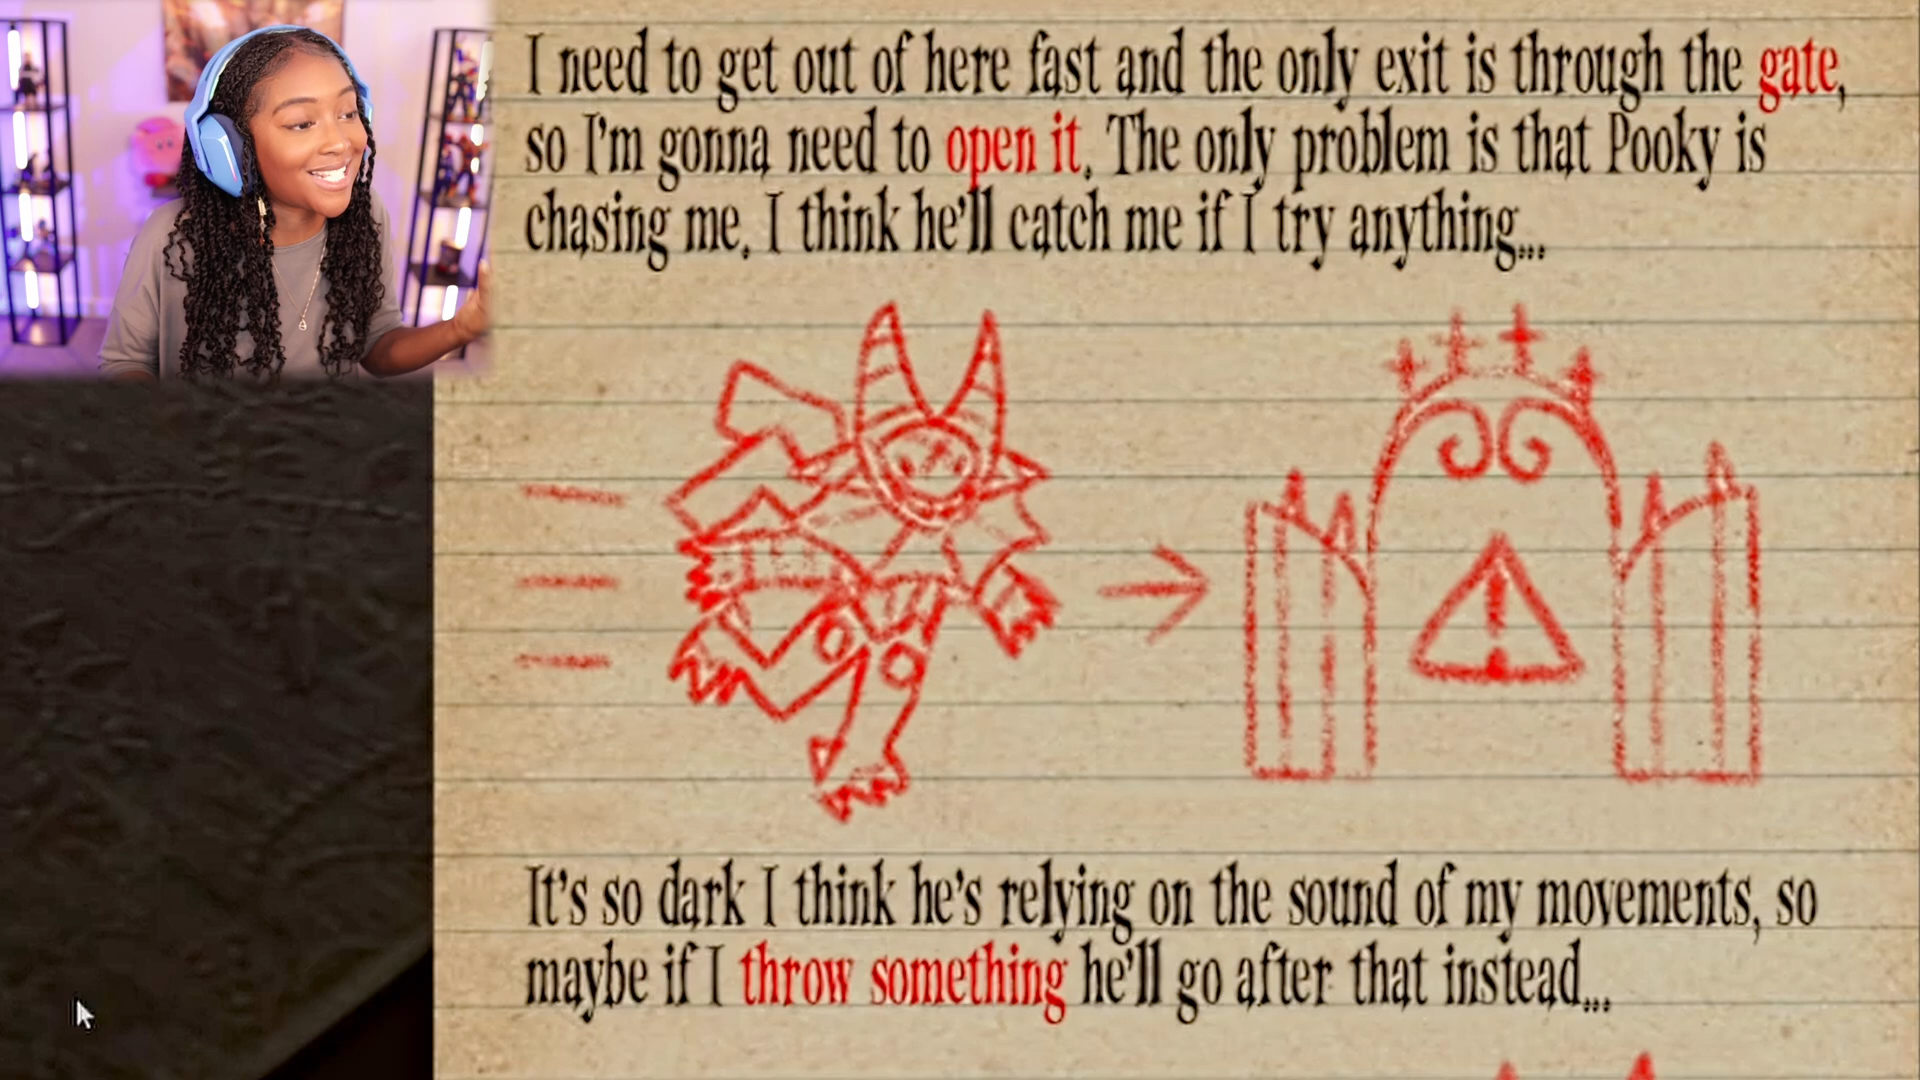 I need to get out of here fast and the only exit is through the gate,
so I'm gonna need to open it. The only problem is that Pooky is
chasing me. I think he'll catch me if I try anything...
It's so dark I think he's relying on the sound of my movements, so
maybe if I throw something he'll go after that instead...